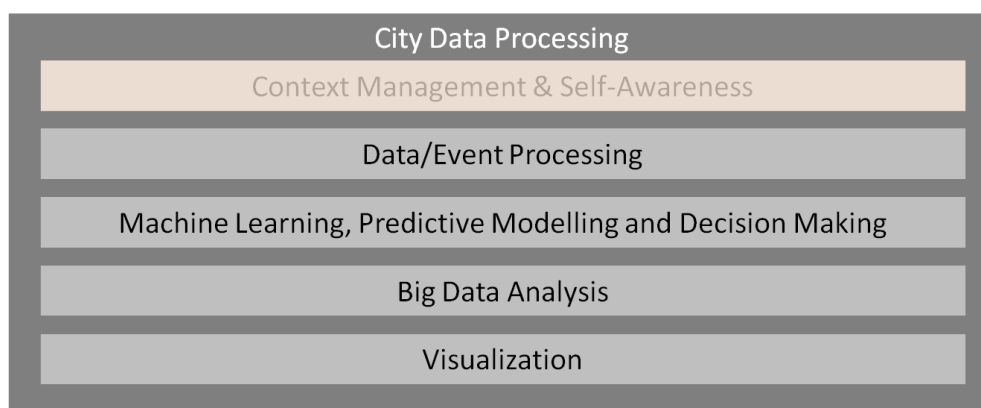 City Data Processing
Context Management & Self-Awareness
Data/Event Processing
Machine Learning, Predictive Modelling and Decision Making
Big Data Analysis
Visualization